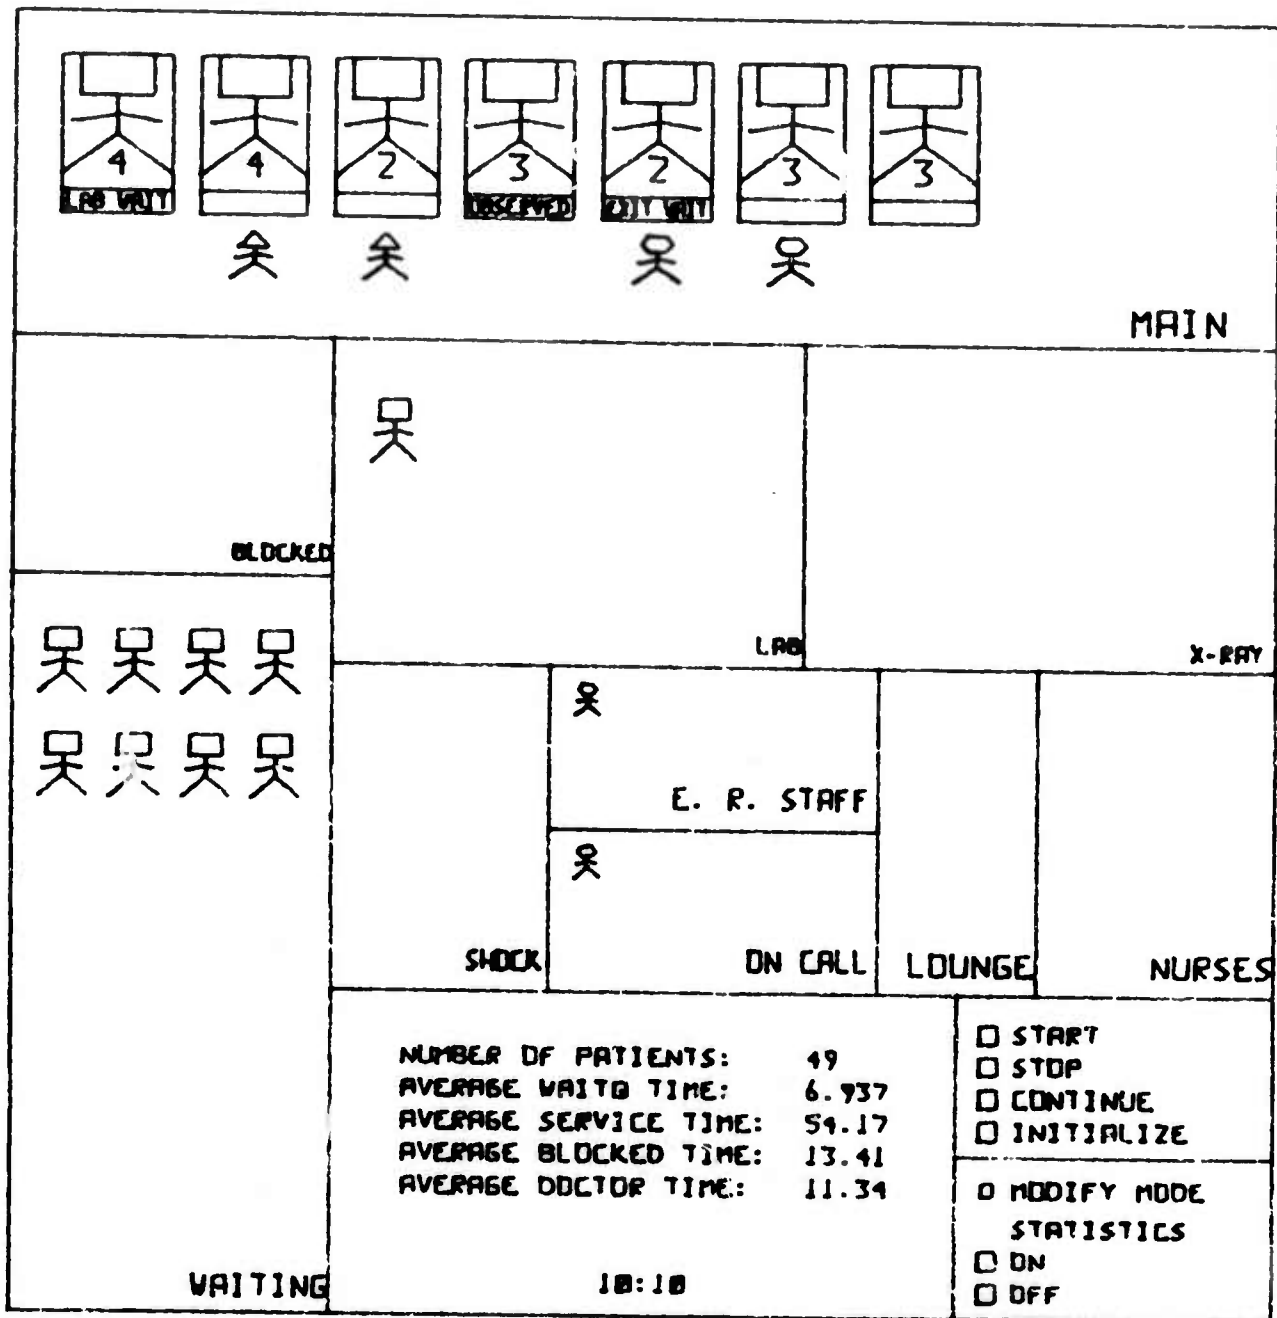 4 4 2 3 2 3 3
LAB WAIT OBSERVED EXIT WAIT
MAIN
BLOCKED
LAB
X-RAY
E. R. STAFF
SHOCK
ON CALL
LOUNGE
NURSES
NUMBER OF PATIENTS: 49
AVERAGE WAITQ TIME: 6.937
AVERAGE SERVICE TIME: 54.17
AVERAGE BLOCKED TIME: 13.41
AVERAGE DOCTOR TIME: 11.34
10:10
START
STOP
CONTINUE
INITIALIZE
MODIFY MODE
STATISTICS
ON
OFF
WAITING